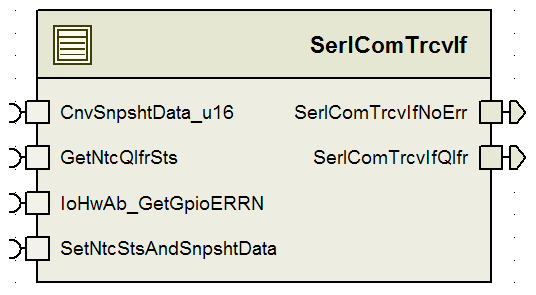 SerlComTrcvIf
CnvSnpshtData_u16 SerlComTrcvIfNoErr
GetNtcQlfrSts SerlComTrcvIfQlfr
IoHwAb_GetGpioERRN
SetNtcStsAndSnpshtData